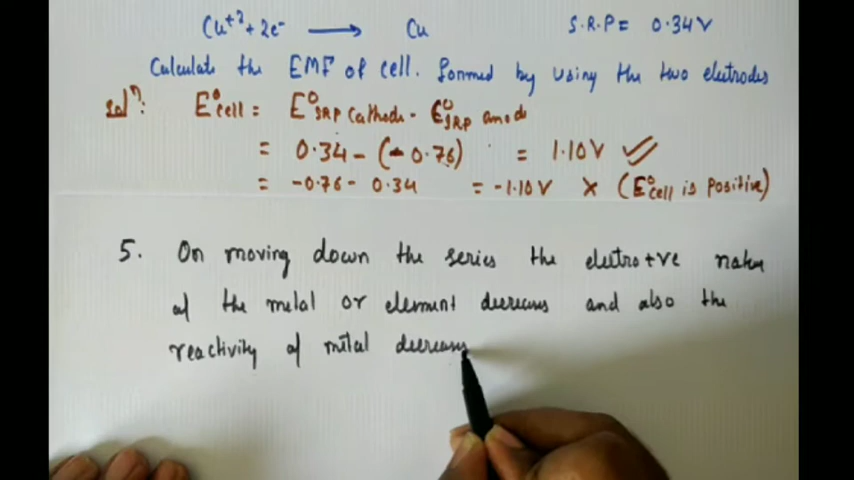 Cu⁺² + 2e⁻ ⟶ Cu S.R.P = 0.34V
Calculate the EMF of cell. formed by using the two electrodes
Solⁿ: E°cell = E°SRP cathode - E°SRP anode
= 0.34 - (-0.76) = 1.10V ✓
= -0.76 - 0.34 = -1.10V × (E°cell is positive)
5. On moving down the series the electro+ve nature
of the metal or element decreases and also the
reactivity of metal decreases